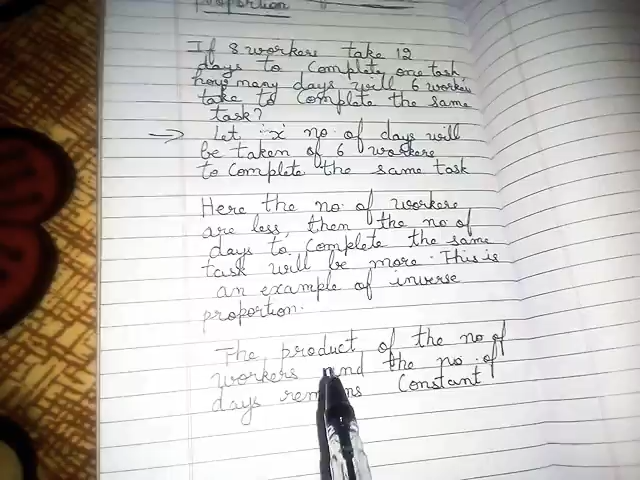 proportion
If 8 workers take 12
days to complete one task
how many days will 6 workers
take to complete the same
task?
→ Let 'x' no of days will
be taken of 6 workers
to complete the same task
Here the no of workers
are less, then the no of
days to complete the same
task will be more. This is
an example of inverse
proportion.
The product of the no of
workers and the no of
days remains constant